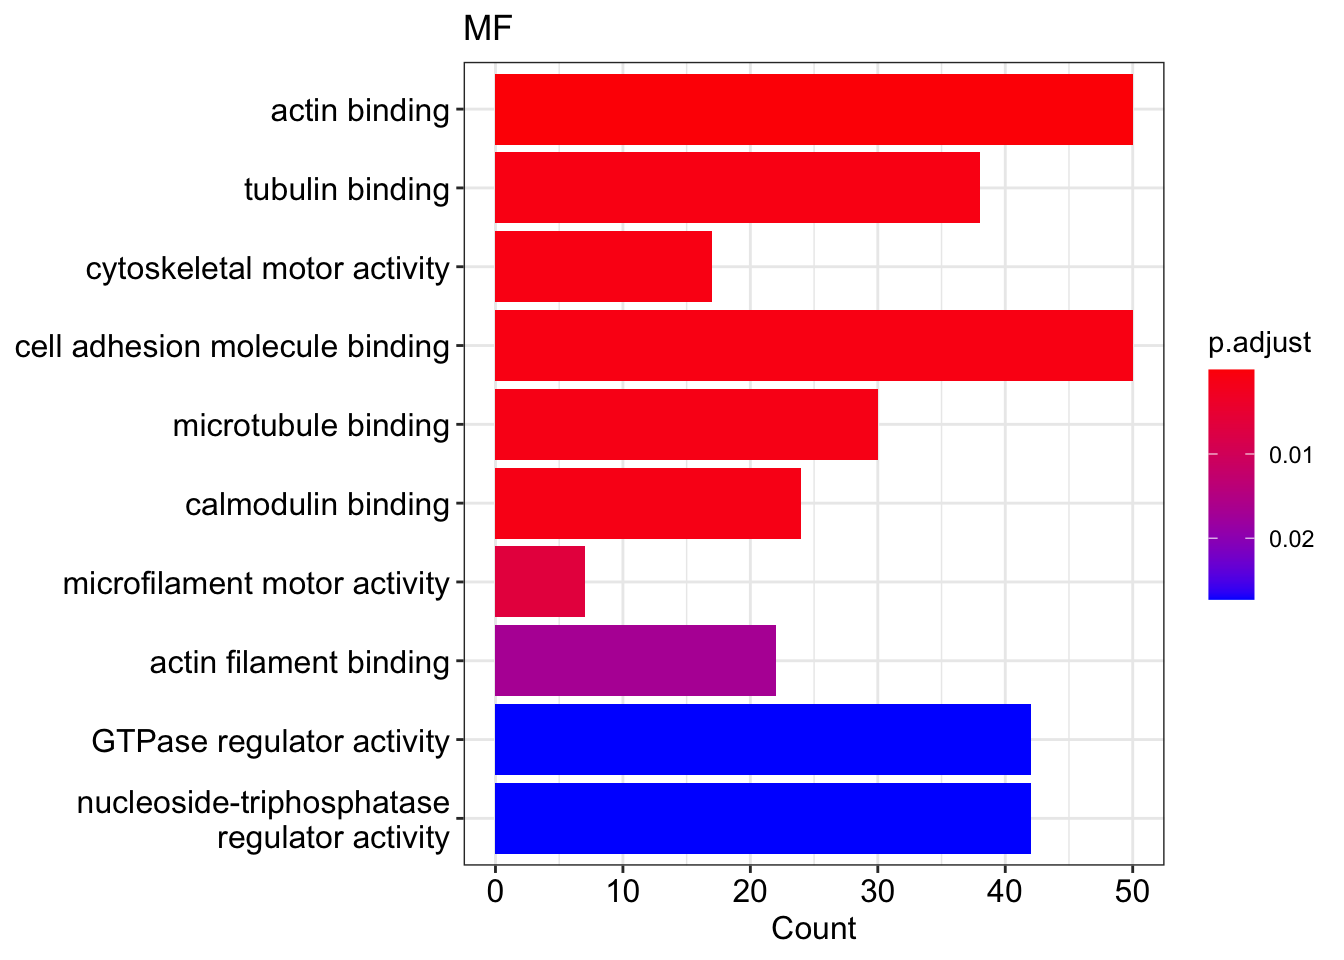 MF
actin binding
tubulin binding
cytoskeletal motor activity
cell adhesion molecule binding
microtubule binding
calmodulin binding
microfilament motor activity
actin filament binding
GTPase regulator activity
nucleoside-triphosphatase
regulator activity
0 10 20 30 40 50
Count
p.adjust
0.01
0.02